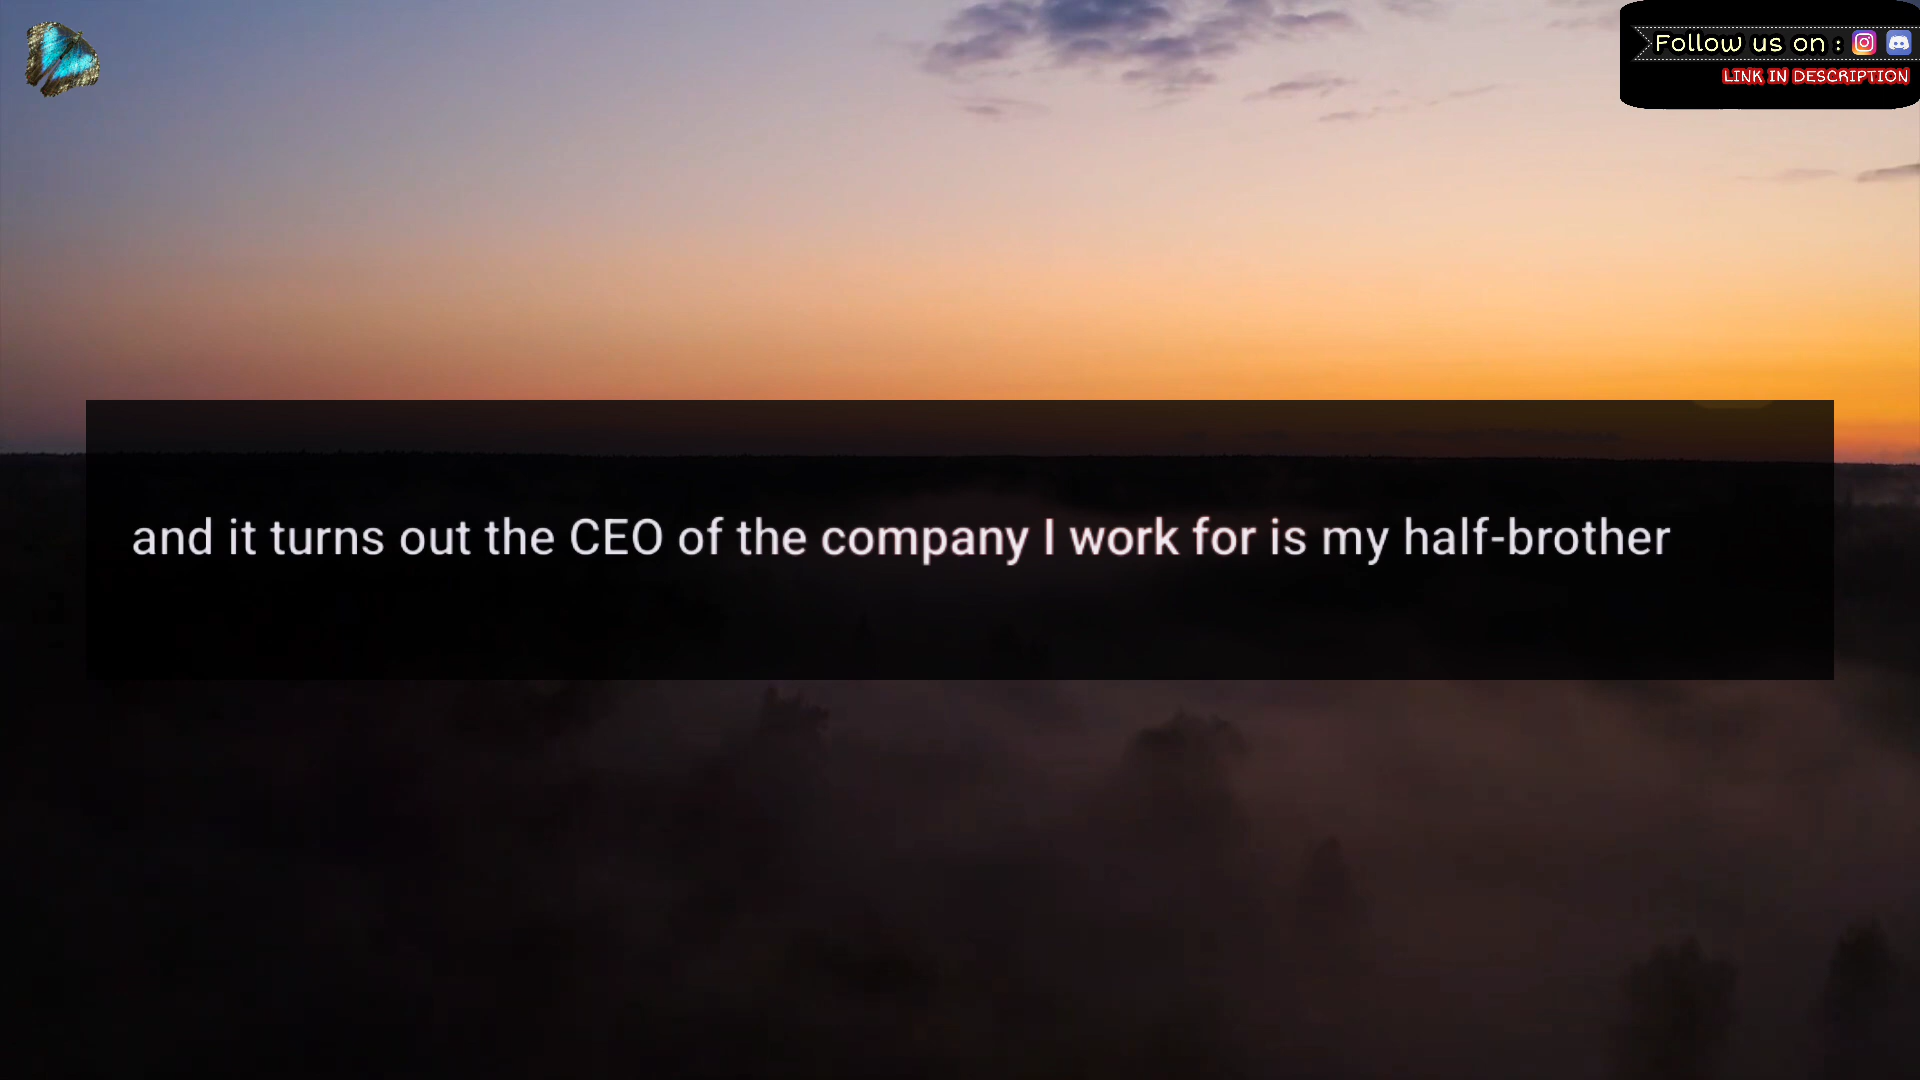 Follow us on :
LINK IN DESCRIPTION
and it turns out the CEO of the company I work for is my half-brother